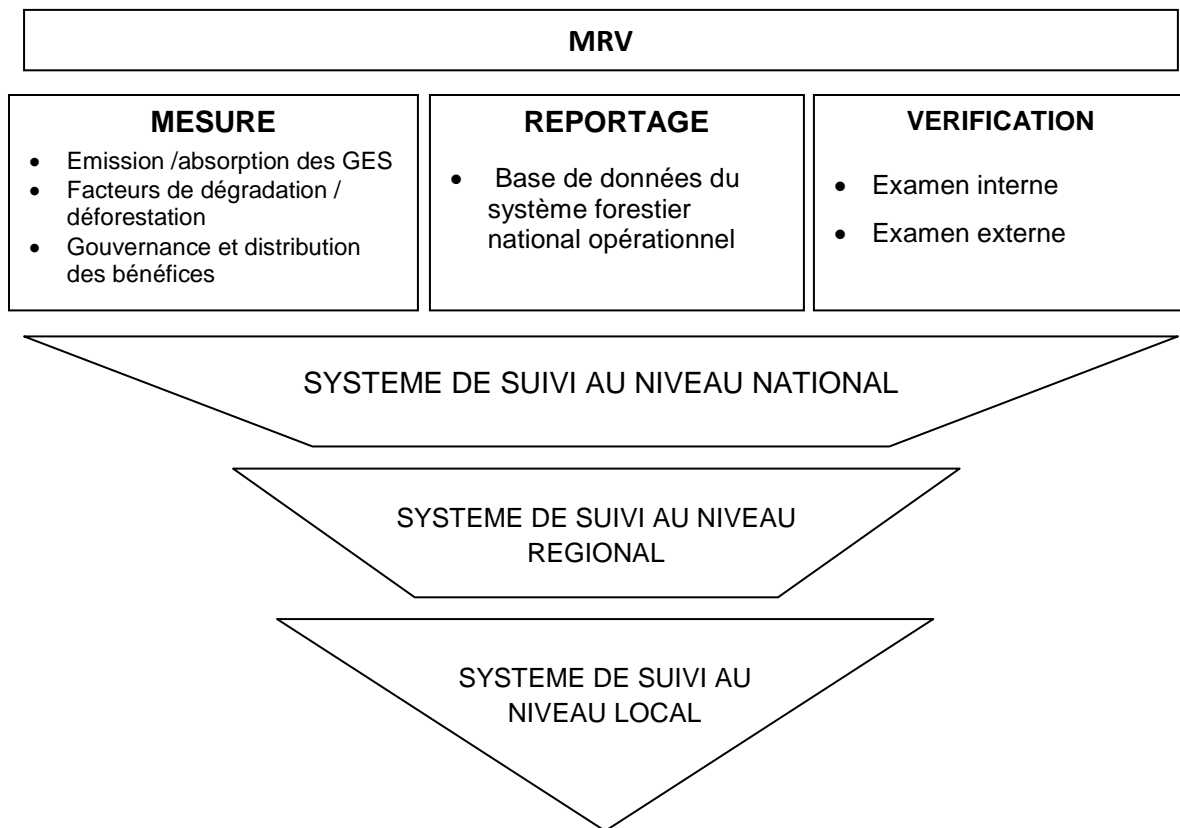 MRV
MESURE
• Emission /absorption des GES
• Facteurs de dégradation /
déforestation
• Gouvernance et distribution
des bénéfices
REPORTAGE
• Base de données du
système forestier
national opérationnel
VERIFICATION
• Examen interne
• Examen externe
SYSTEME DE SUIVI AU NIVEAU NATIONAL
SYSTEME DE SUIVI AU NIVEAU
REGIONAL
SYSTEME DE SUIVI AU
NIVEAU LOCAL